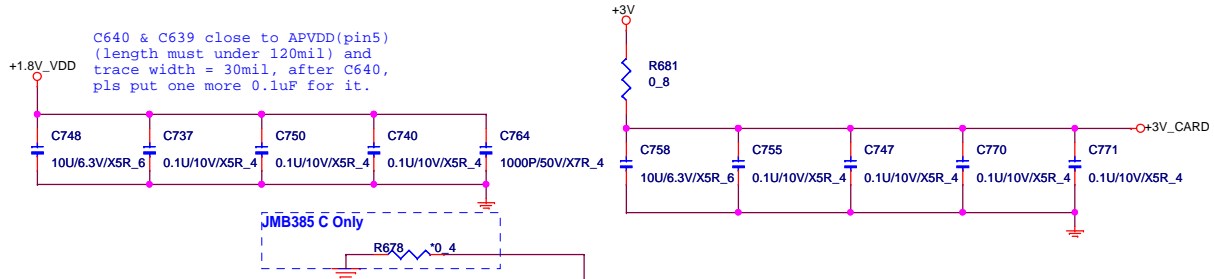 C640 & C639 close to APVDD(pin5)
(length must under 120mil) and
trace width = 30mil, after C640,
pls put one more 0.1uF for it.
+1.8V_VDD
C748
10U/6.3V/X5R_6
C737
0.1U/10V/X5R_4
C750
0.1U/10V/X5R_4
C740
0.1U/10V/X5R_4
C764
1000P/50V/X7R_4
+3V
R681
0_8
+3V_CARD
C758
10U/6.3V/X5R_6
C755
0.1U/10V/X5R_4
C747
0.1U/10V/X5R_4
C770
0.1U/10V/X5R_4
C771
0.1U/10V/X5R_4
JMB385 C Only
R678
*0_4